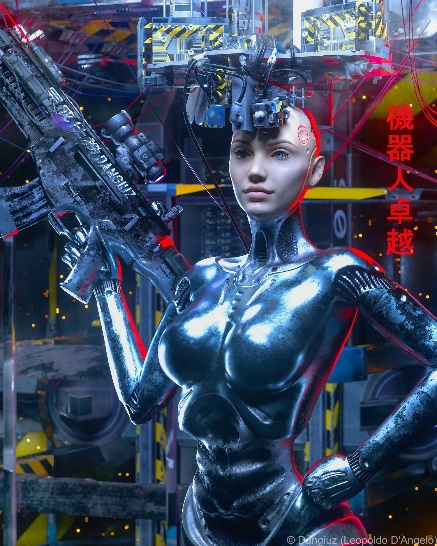 機器人卓越
© Dangiuz (Leopoldo D'Angelo)